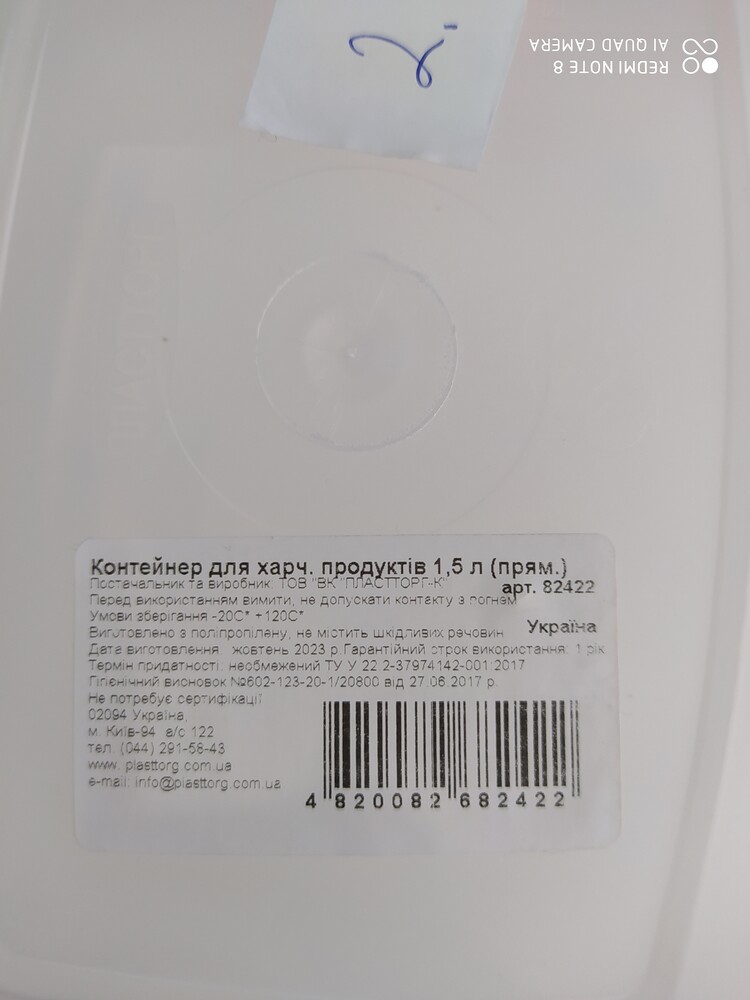 2.
REDMI NOTE 8
AI QUAD CAMERA
Контейнер для харч. продуктів 1,5 л (прям.)
Постачальник та виробник: ТОВ "ВК "ПЛАСТТОРГ-К"
арт. 82422
Перед використанням вимити, не допускати контакту з вогнем
Умови зберігання -20С* +120С*
Виготовлено з поліпропілену, не містить шкідливих речовин
Україна
Дата виготовлення: жовтень 2023 р.Гарантійний строк використання: 1 рік
Термін придатності: необмежений ТУ У 22.2-37974142-001:2017
Гігієнічний висновок №602-123-20-1/20800 від 27.06.2017 р.
Не потребує сертифікації
02094 Україна,
м. Київ-94 а/с 122
тел. (044) 291-58-43
www. plasttorg.com.ua
e-mail: info@plasttorg.com.ua
4 820082 682422